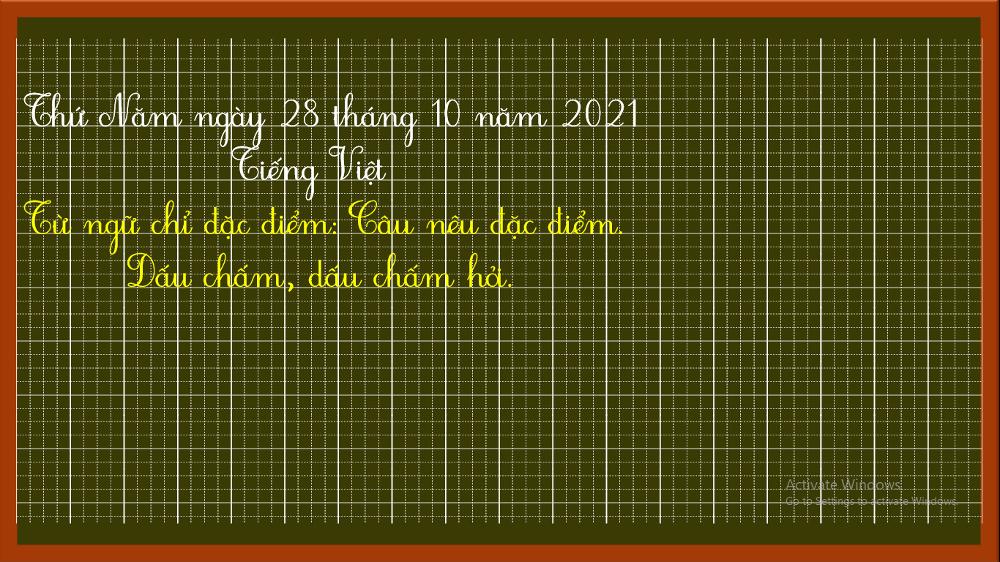 Thứ Năm ngày 28 tháng 10 năm 2021
Tiếng Việt
Từ ngữ chỉ đặc điểm: Câu nêu đặc điểm.
Dấu chấm, dấu chấm hỏi.
Activate Windows
Go to Settings to activate Windows.